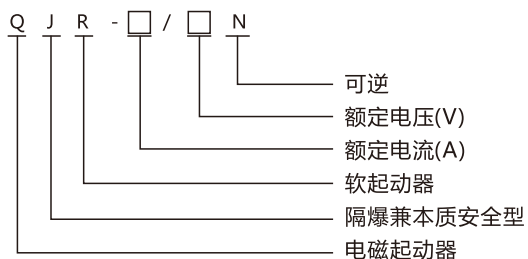 Q J R - □ / □ N
可逆
额定电压(V)
额定电流(A)
软起动器
隔爆兼本质安全型
电磁起动器